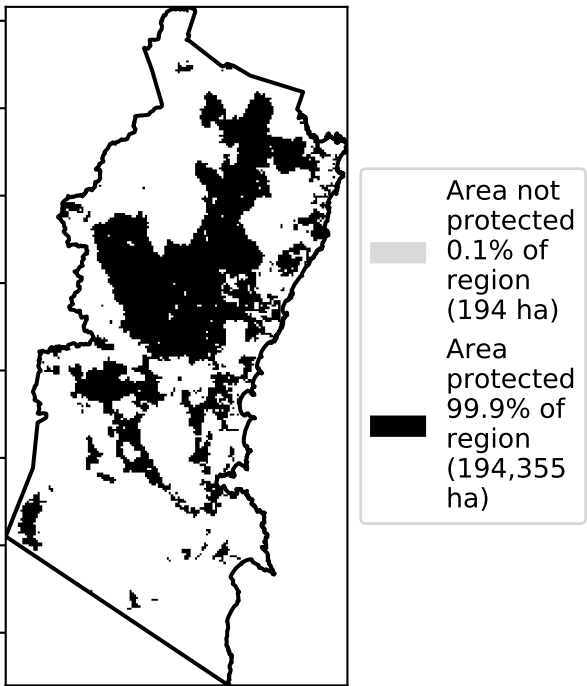 Area not
protected
0.1% of
region
(194 ha)
Area
protected
99.9% of
region
(194,355
ha)